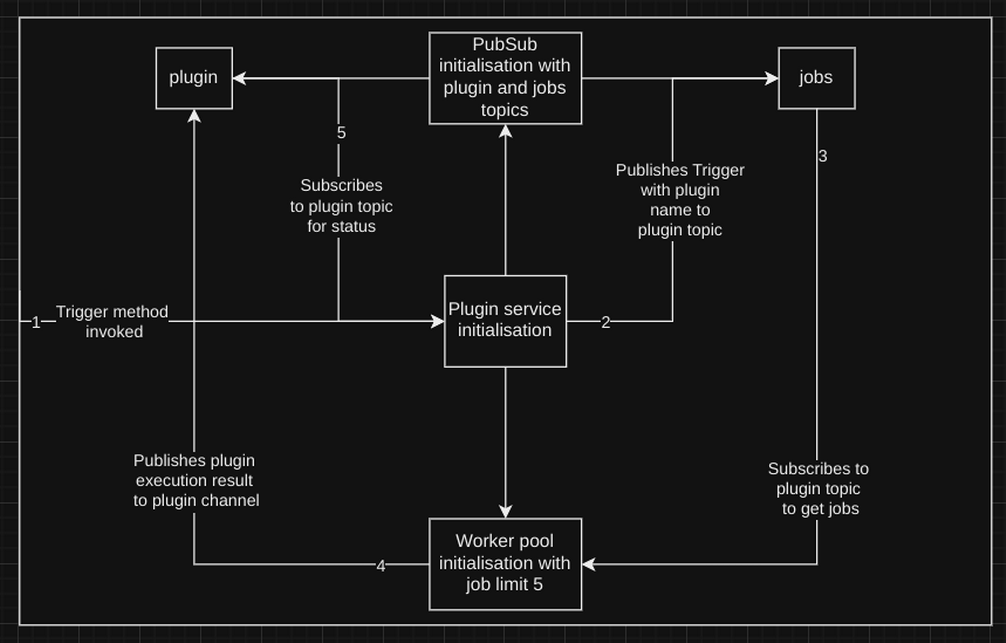 PubSub
initialisation with
plugin and jobs
topics
plugin
jobs
5
3
Subscribes
to plugin topic
for status
Publishes Trigger
with plugin
name to
plugin topic
1
Trigger method
invoked
Plugin service
initialisation
2
Publishes plugin
execution result
to plugin channel
Subscribes to
plugin topic
to get jobs
Worker pool
initialisation with
job limit 5
4